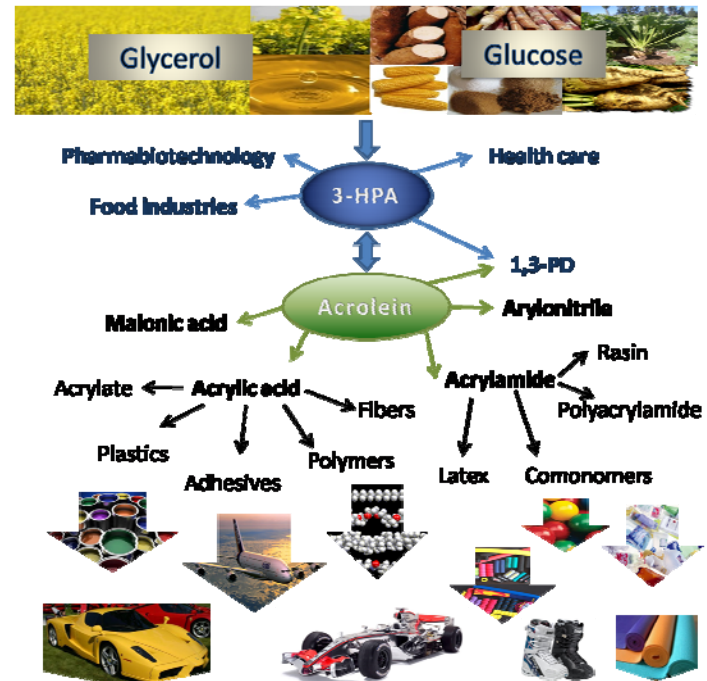 Glycerol
Glucose
Pharmabiotechnology
Health care
3-HPA
Food industries
1,3-PD
Acrolein
Malonic acid
Arylonitrile
Rasin
Acrylamide
Acrylate
Acrylic acid
Fibers
Polyacrylamide
Plastics
Polymers
Adhesives
Latex
Comonomers